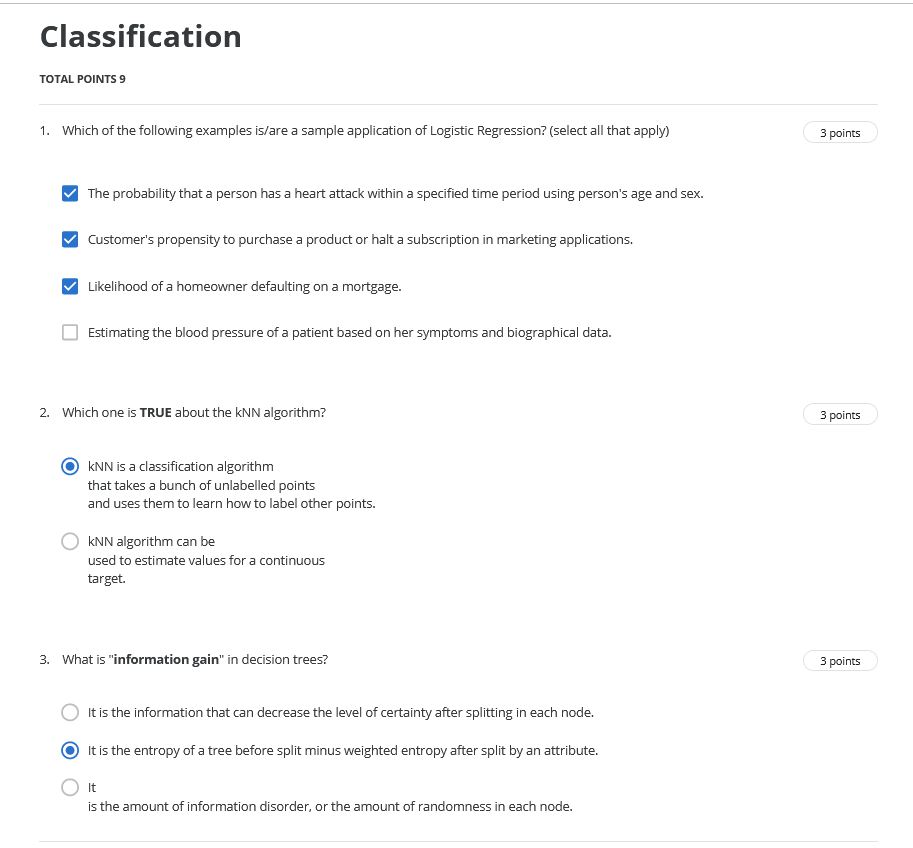 Classification
TOTAL POINTS 9
1. Which of the following examples is/are a sample application of Logistic Regression? (select all that apply)
3 points
The probability that a person has a heart attack within a specified time period using person's age and sex.
Customer's propensity to purchase a product or halt a subscription in marketing applications.
Likelihood of a homeowner defaulting on a mortgage.
Estimating the blood pressure of a patient based on her symptoms and biographical data.
2. Which one is TRUE about the kNN algorithm?
3 points
kNN is a classification algorithm
that takes a bunch of unlabelled points
and uses them to learn how to label other points.
kNN algorithm can be
used to estimate values for a continuous
target.
3. What is "information gain" in decision trees?
3 points
It is the information that can decrease the level of certainty after splitting in each node.
It is the entropy of a tree before split minus weighted entropy after split by an attribute.
It
is the amount of information disorder, or the amount of randomness in each node.